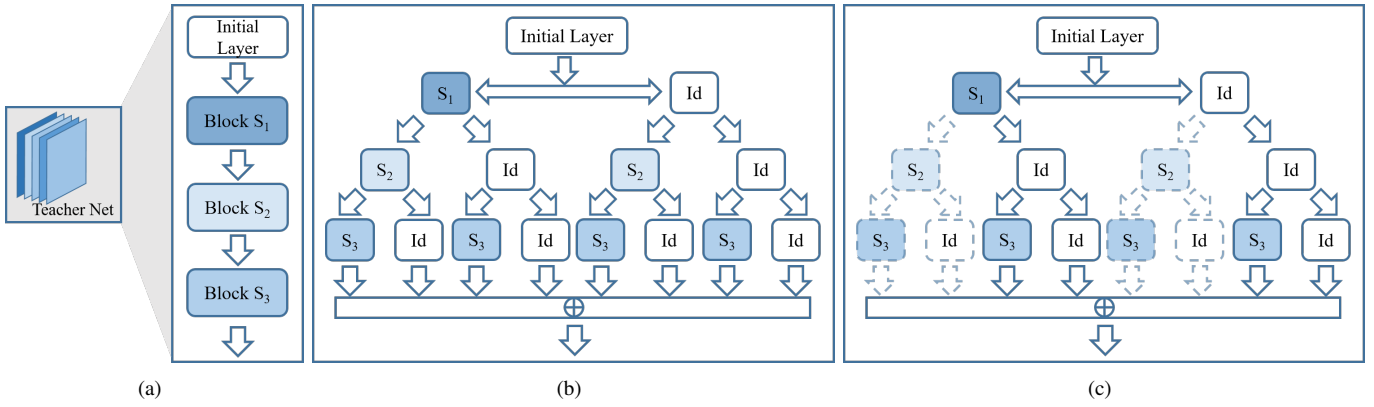 Teacher Net
Initial
Layer
Block S1
Block S2
Block S3
(a)
Initial Layer
S1 Id
S2 Id S2 Id
S3 Id S3 Id S3 Id S3 Id
(b)
Initial Layer
S1 Id
S2 Id S2 Id
S3 Id S3 Id S3 Id S3 Id
(c)